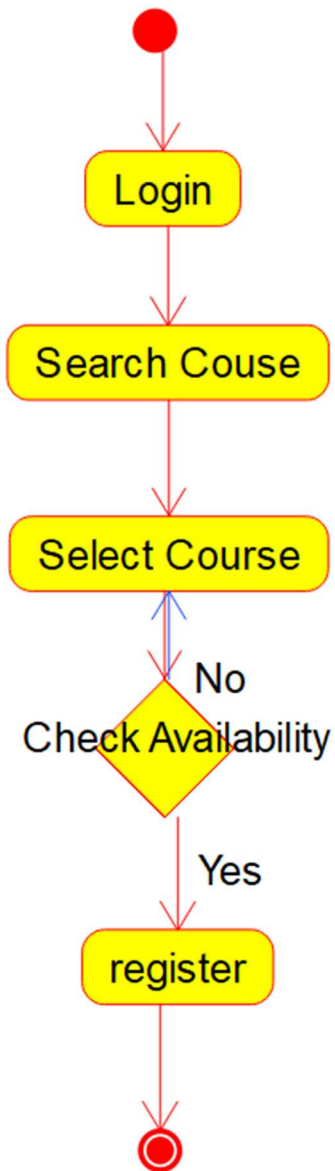 Login
Search Couse
Select Course
No
Check Availability
Yes
register